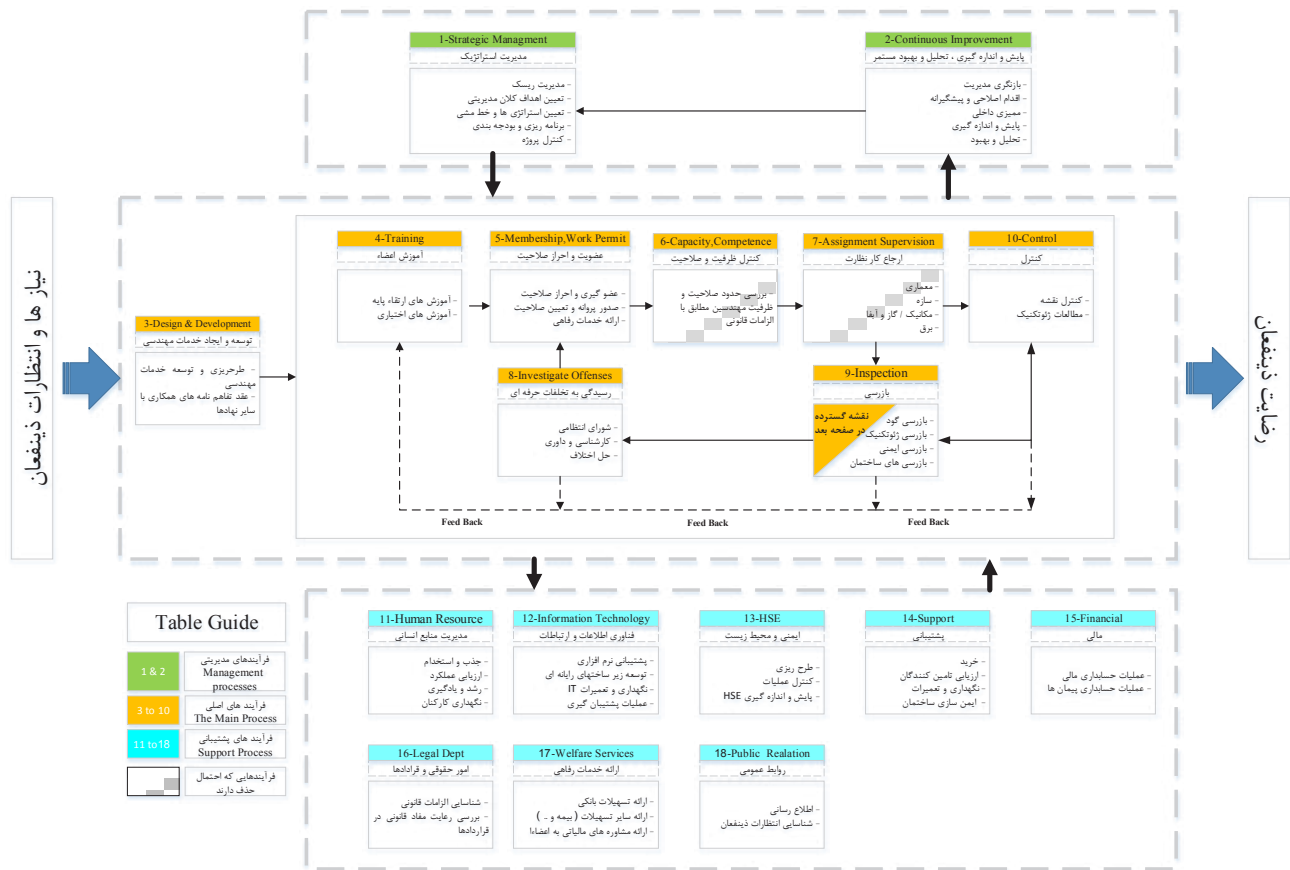 1-Strategic Managment
مدیریت استراتژیک
- مدیریت ریسک
- تعیین اهداف کلان مدیریتی
- تعیین استراتژی ها و خط مشی
- برنامه ریزی و بودجه بندی
- کنترل پروژه
2-Continuous Improvement
پایش و اندازه گیری ، تحلیل و بهبود مستمر
- بازنگری مدیریت
- اقدام اصلاحی و پیشگیرانه
- ممیزی داخلی
- پایش و اندازه گیری
- تحلیل و بهبود
نیاز ها و انتظارات ذینفعان
3-Design & Development
توسعه و ایجاد خدمات مهندسی
- طرحریزی و توسعه خدمات
مهندسی
- عقد تفاهم نامه های همکاری با
سایر نهادها
4-Training
آموزش اعضاء
- آموزش های ارتقاء پایه
- آموزش های اختیاری
5-Membership,Work Permit
عضویت و احراز صلاحیت
- عضو گیری و احراز صلاحیت
- صدور پروانه و تعیین صلاحیت
- ارائه خدمات رفاهی
6-Capacity,Competence
کنترل ظرفیت و صلاحیت
- بررسی حدود صلاحیت و
ظرفیت مهندسین مطابق با
الزامات قانونی
7-Assignment Supervision
ارجاع کار نظارت
- معماری
- سازه
- مکانیک / گاز و آبفا
- برق
10-Control
کنترل
- کنترل نقشه
- مطالعات ژئوتکنیک
8-Investigate Offenses
رسیدگی به تخلفات حرفه ای
- شورای انتظامی
- کارشناسی و داوری
- حل اختلاف
9-Inspection
بازرسی
نقشه گسترده
در صفحه بعد
- بازرسی گود
- بازرسی ژئوتکنیک
- بازرسی ایمنی
- بازرسی های ساختمان
Feed Back
Feed Back
Feed Back
رضایت ذینفعان
Table Guide
1 & 2
فرآیندهای مدیریتی
Management
processes
3 to 10
فرآیند های اصلی
The Main Process
11 to18
فرآیند های پشتیبانی
Support Process
فرآیندهایی که احتمال
حذف دارند
11-Human Resource
مدیریت منابع انسانی
- جذب و استخدام
- ارزیابی عملکرد
- رشد و یادگیری
- نگهداری کارکنان
12-Information Technology
فناوری اطلاعات و ارتباطات
- پشتیبانی نرم افزاری
- توسعه زیر ساختهای رایانه ای
- نگهداری و تعمیرات IT
- عملیات پشتیبان گیری
13-HSE
ایمنی و محیط زیست
- طرح ریزی
- کنترل عملیات
- پایش و اندازه گیری HSE
14-Support
پشتیبانی
- خرید
- ارزیابی تامین کنندگان
- نگهداری و تعمیرات
- ایمن سازی ساختمان
15-Financial
مالی
- عملیات حسابداری مالی
- عملیات حسابداری پیمان ها
16-Legal Dept
امور حقوقی و قرادادها
- شناسایی الزامات قانونی
- بررسی رعایت مفاد قانونی در
قراردادها
17-Welfare Services
ارائه خدمات رفاهی
- ارائه تسهیلات بانکی
- ارائه سایر تسهیلات ( بیمه و ..)
- ارائه مشاوره های مالیاتی به اعضاءا
18-Public Realation
روابط عمومی
- اطلاع رسانی
- شناسایی انتظارات ذینفعان